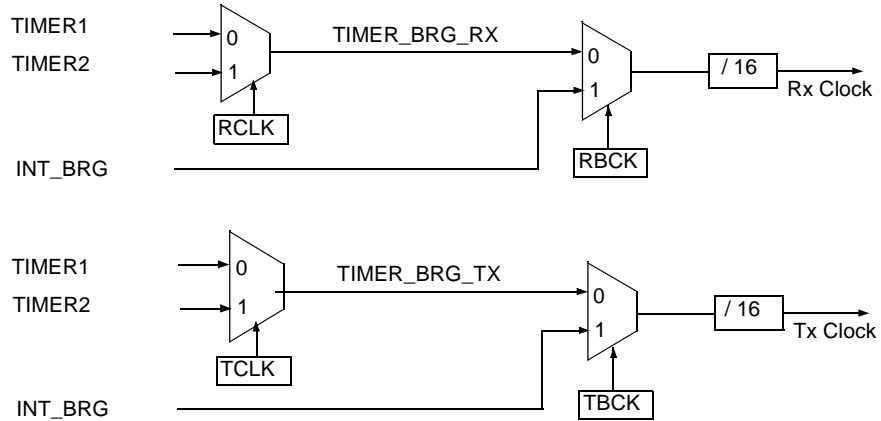 TIMER1
0
TIMER_BRG_RX
0
/ 16
TIMER2
1
1
Rx Clock
RCLK
RBCK
INT_BRG
TIMER1
0
TIMER_BRG_TX
0
/ 16
TIMER2
1
1
Tx Clock
TCLK
TBCK
INT_BRG